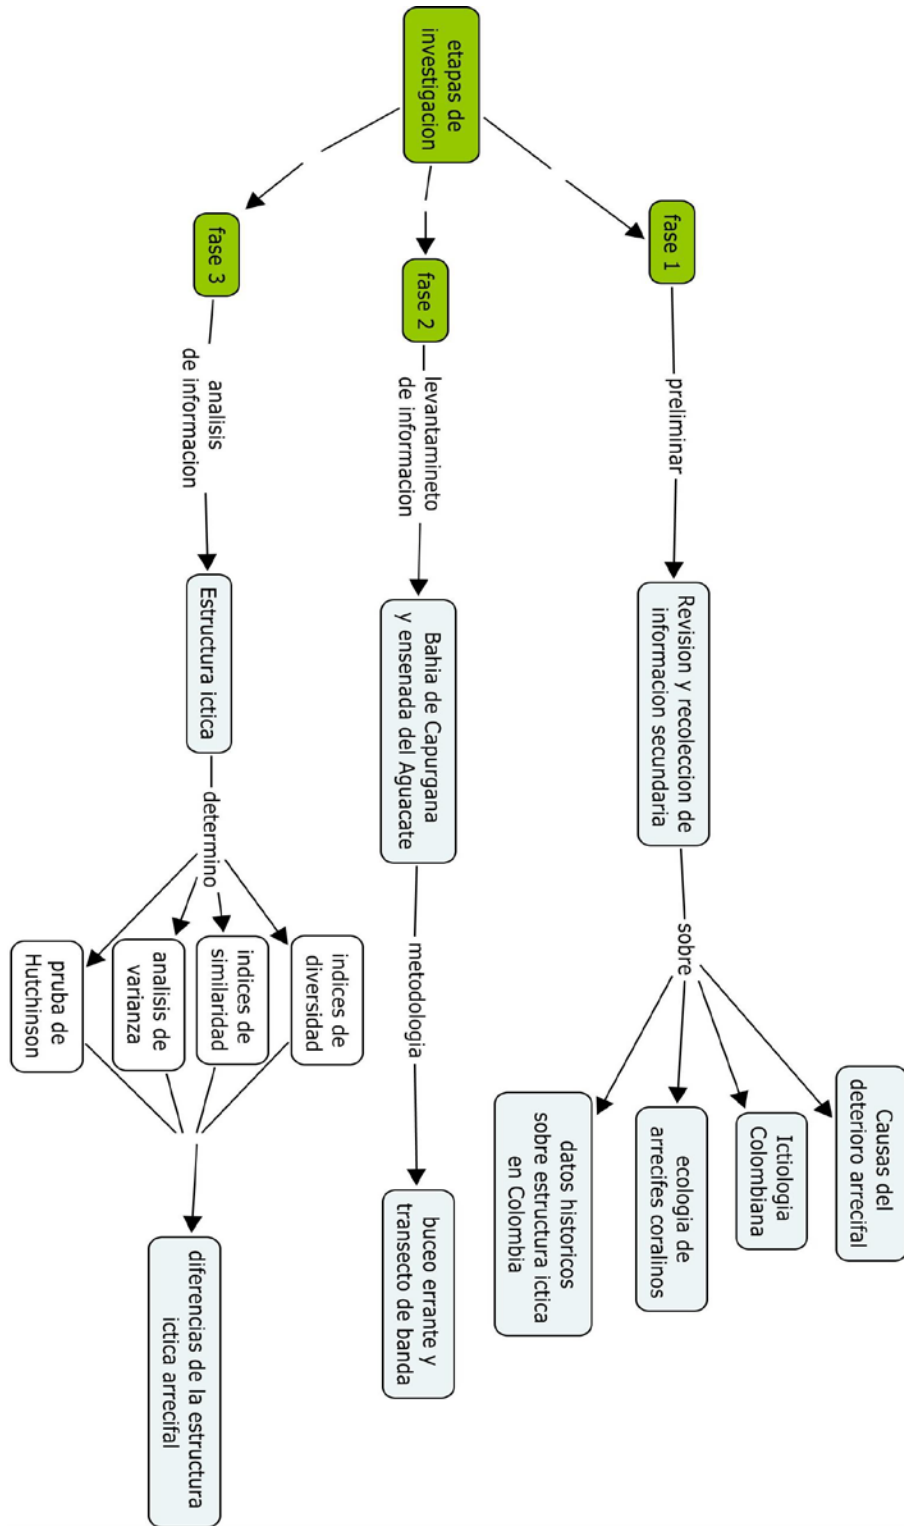 etapas de
investigacion
fase 1
preliminar
Revision y recoleccion de
informacion secundaria
sobre
Causas del
deterioro arrecifal
Ictiologia
Colombiana
ecologia de
arrecifes coralinos
datos historicos
sobre estructura ictica
en Colombia
fase 2
levantamineto
de informacion
Bahia de Capurgana
y ensenada del Aguacate
metodologia
buceo errante y
transecto de banda
fase 3
analisis
de informacion
Estructura ictica
determino
indices de
diversidad
indices de
similaridad
analisis de
varianza
pruba de
Hutchinson
diferencias de la estructura
ictica arrecifal